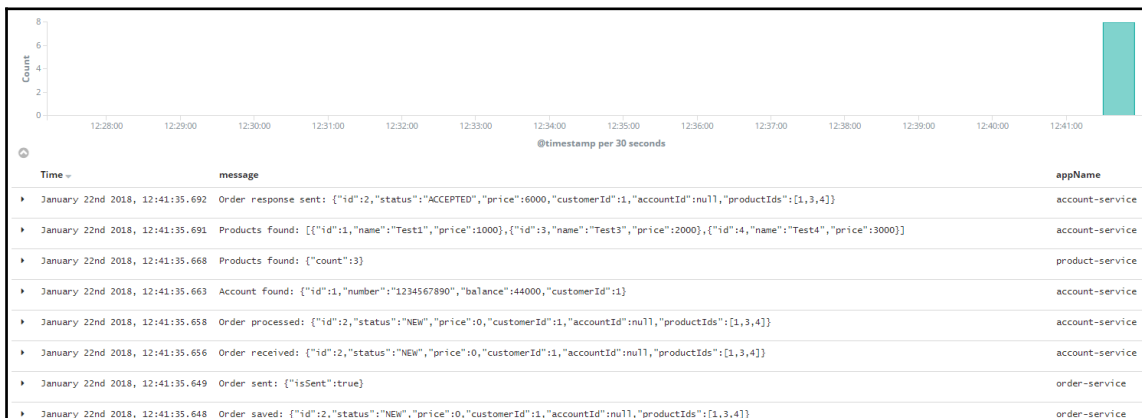 8
6
4
2
0
Count
12:28:00 12:29:00 12:30:00 12:31:00 12:32:00 12:33:00 12:34:00 12:35:00 12:36:00 12:37:00 12:38:00 12:39:00 12:40:00 12:41:00
@timestamp per 30 seconds
Time message appName
January 22nd 2018, 12:41:35.692 Order response sent: {"id":2,"status":"ACCEPTED","price":6000,"customerId":1,"accountId":null,"productIds":[1,3,4]} account-service
January 22nd 2018, 12:41:35.691 Products found: [{"id":1,"name":"Test1","price":1000},{"id":3,"name":"Test3","price":2000},{"id":4,"name":"Test4","price":3000}] account-service
January 22nd 2018, 12:41:35.668 Products found: {"count":3} product-service
January 22nd 2018, 12:41:35.663 Account found: {"id":1,"number":"1234567890","balance":44000,"customerId":1} account-service
January 22nd 2018, 12:41:35.658 Order processed: {"id":2,"status":"NEW","price":0,"customerId":1,"accountId":null,"productIds":[1,3,4]} account-service
January 22nd 2018, 12:41:35.656 Order received: {"id":2,"status":"NEW","price":0,"customerId":1,"accountId":null,"productIds":[1,3,4]} account-service
January 22nd 2018, 12:41:35.649 Order sent: {"isSent":true} order-service
January 22nd 2018, 12:41:35.648 Order saved: {"id":2,"status":"NEW","price":0,"customerId":1,"accountId":null,"productIds":[1,3,4]} order-service